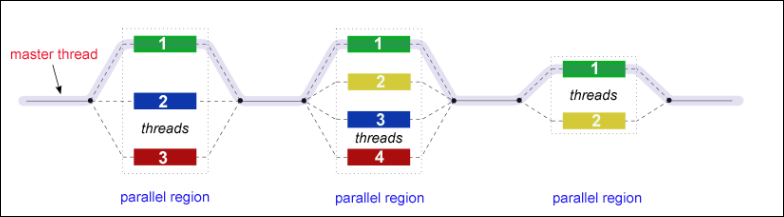 master thread
1
2
threads
3
parallel region
1
2
3
threads
4
parallel region
1
threads
2
parallel region